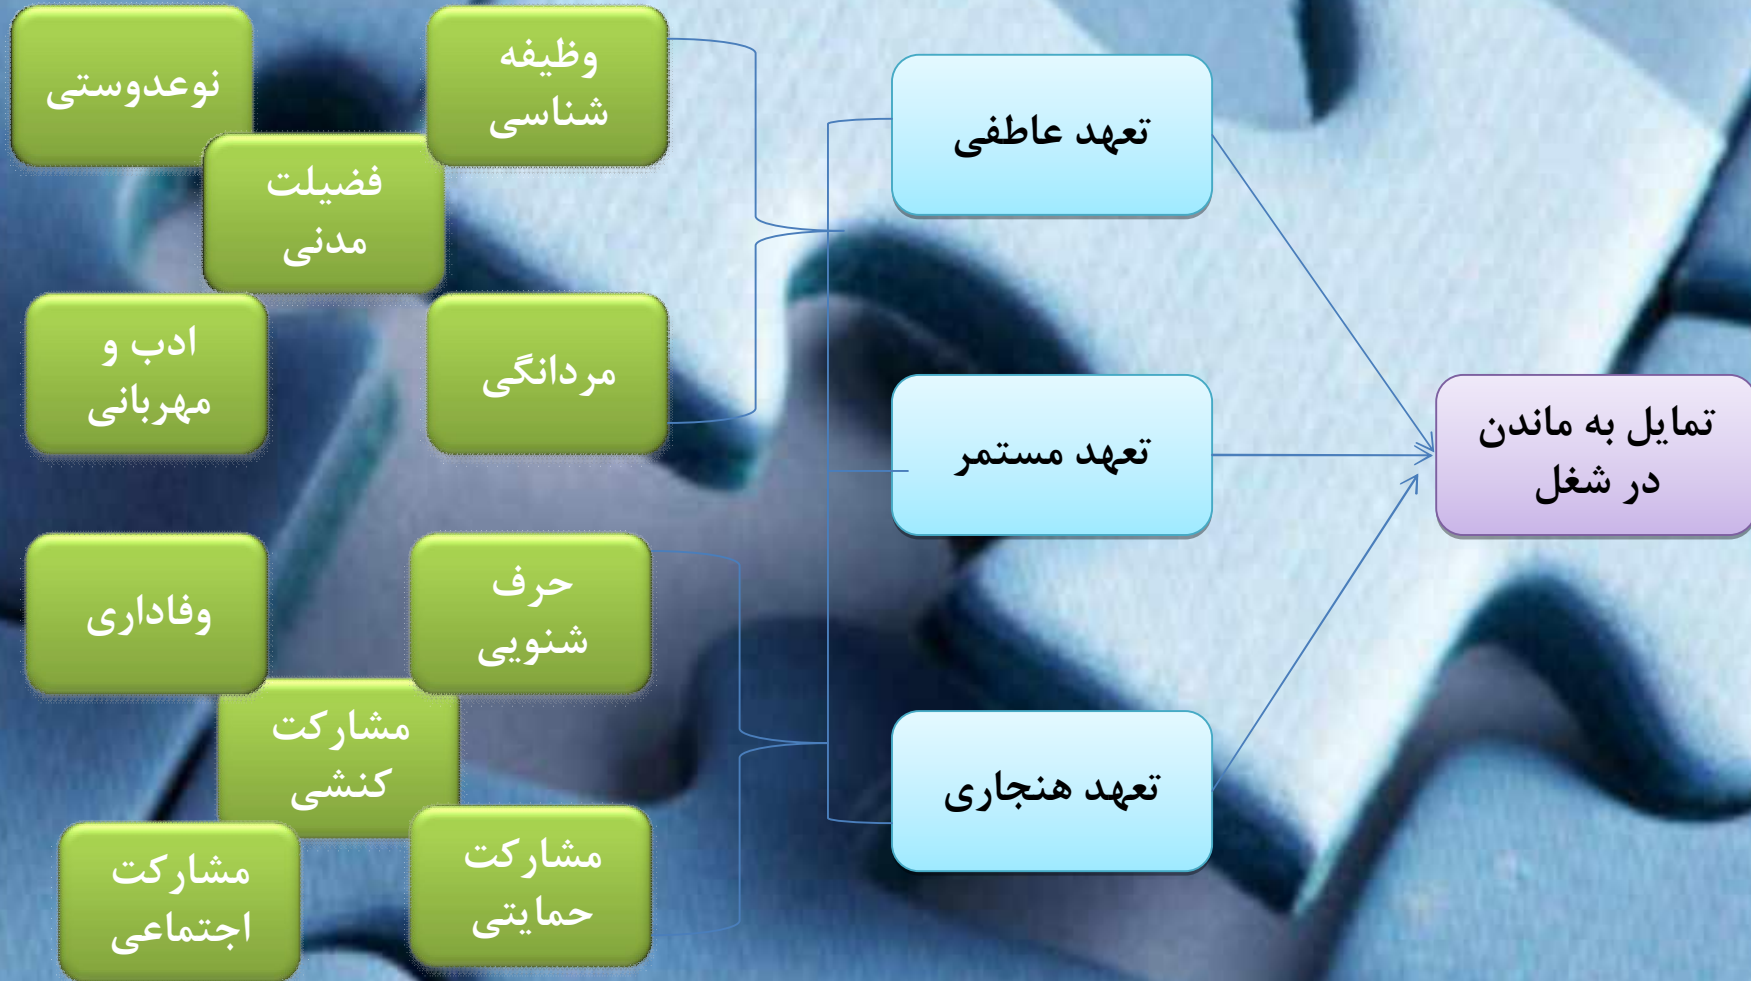 نوعدوستی
وظیفه
شناسی
فضیلت
مدنی
ادب و
مهربانی
مردانگی
وفاداری
حرف
شنویی
مشارکت
کنشی
مشارکت
اجتماعی
مشارکت
حمایتی
تعهد عاطفی
تعهد مستمر
تعهد هنجاری
تمایل به ماندن
در شغل